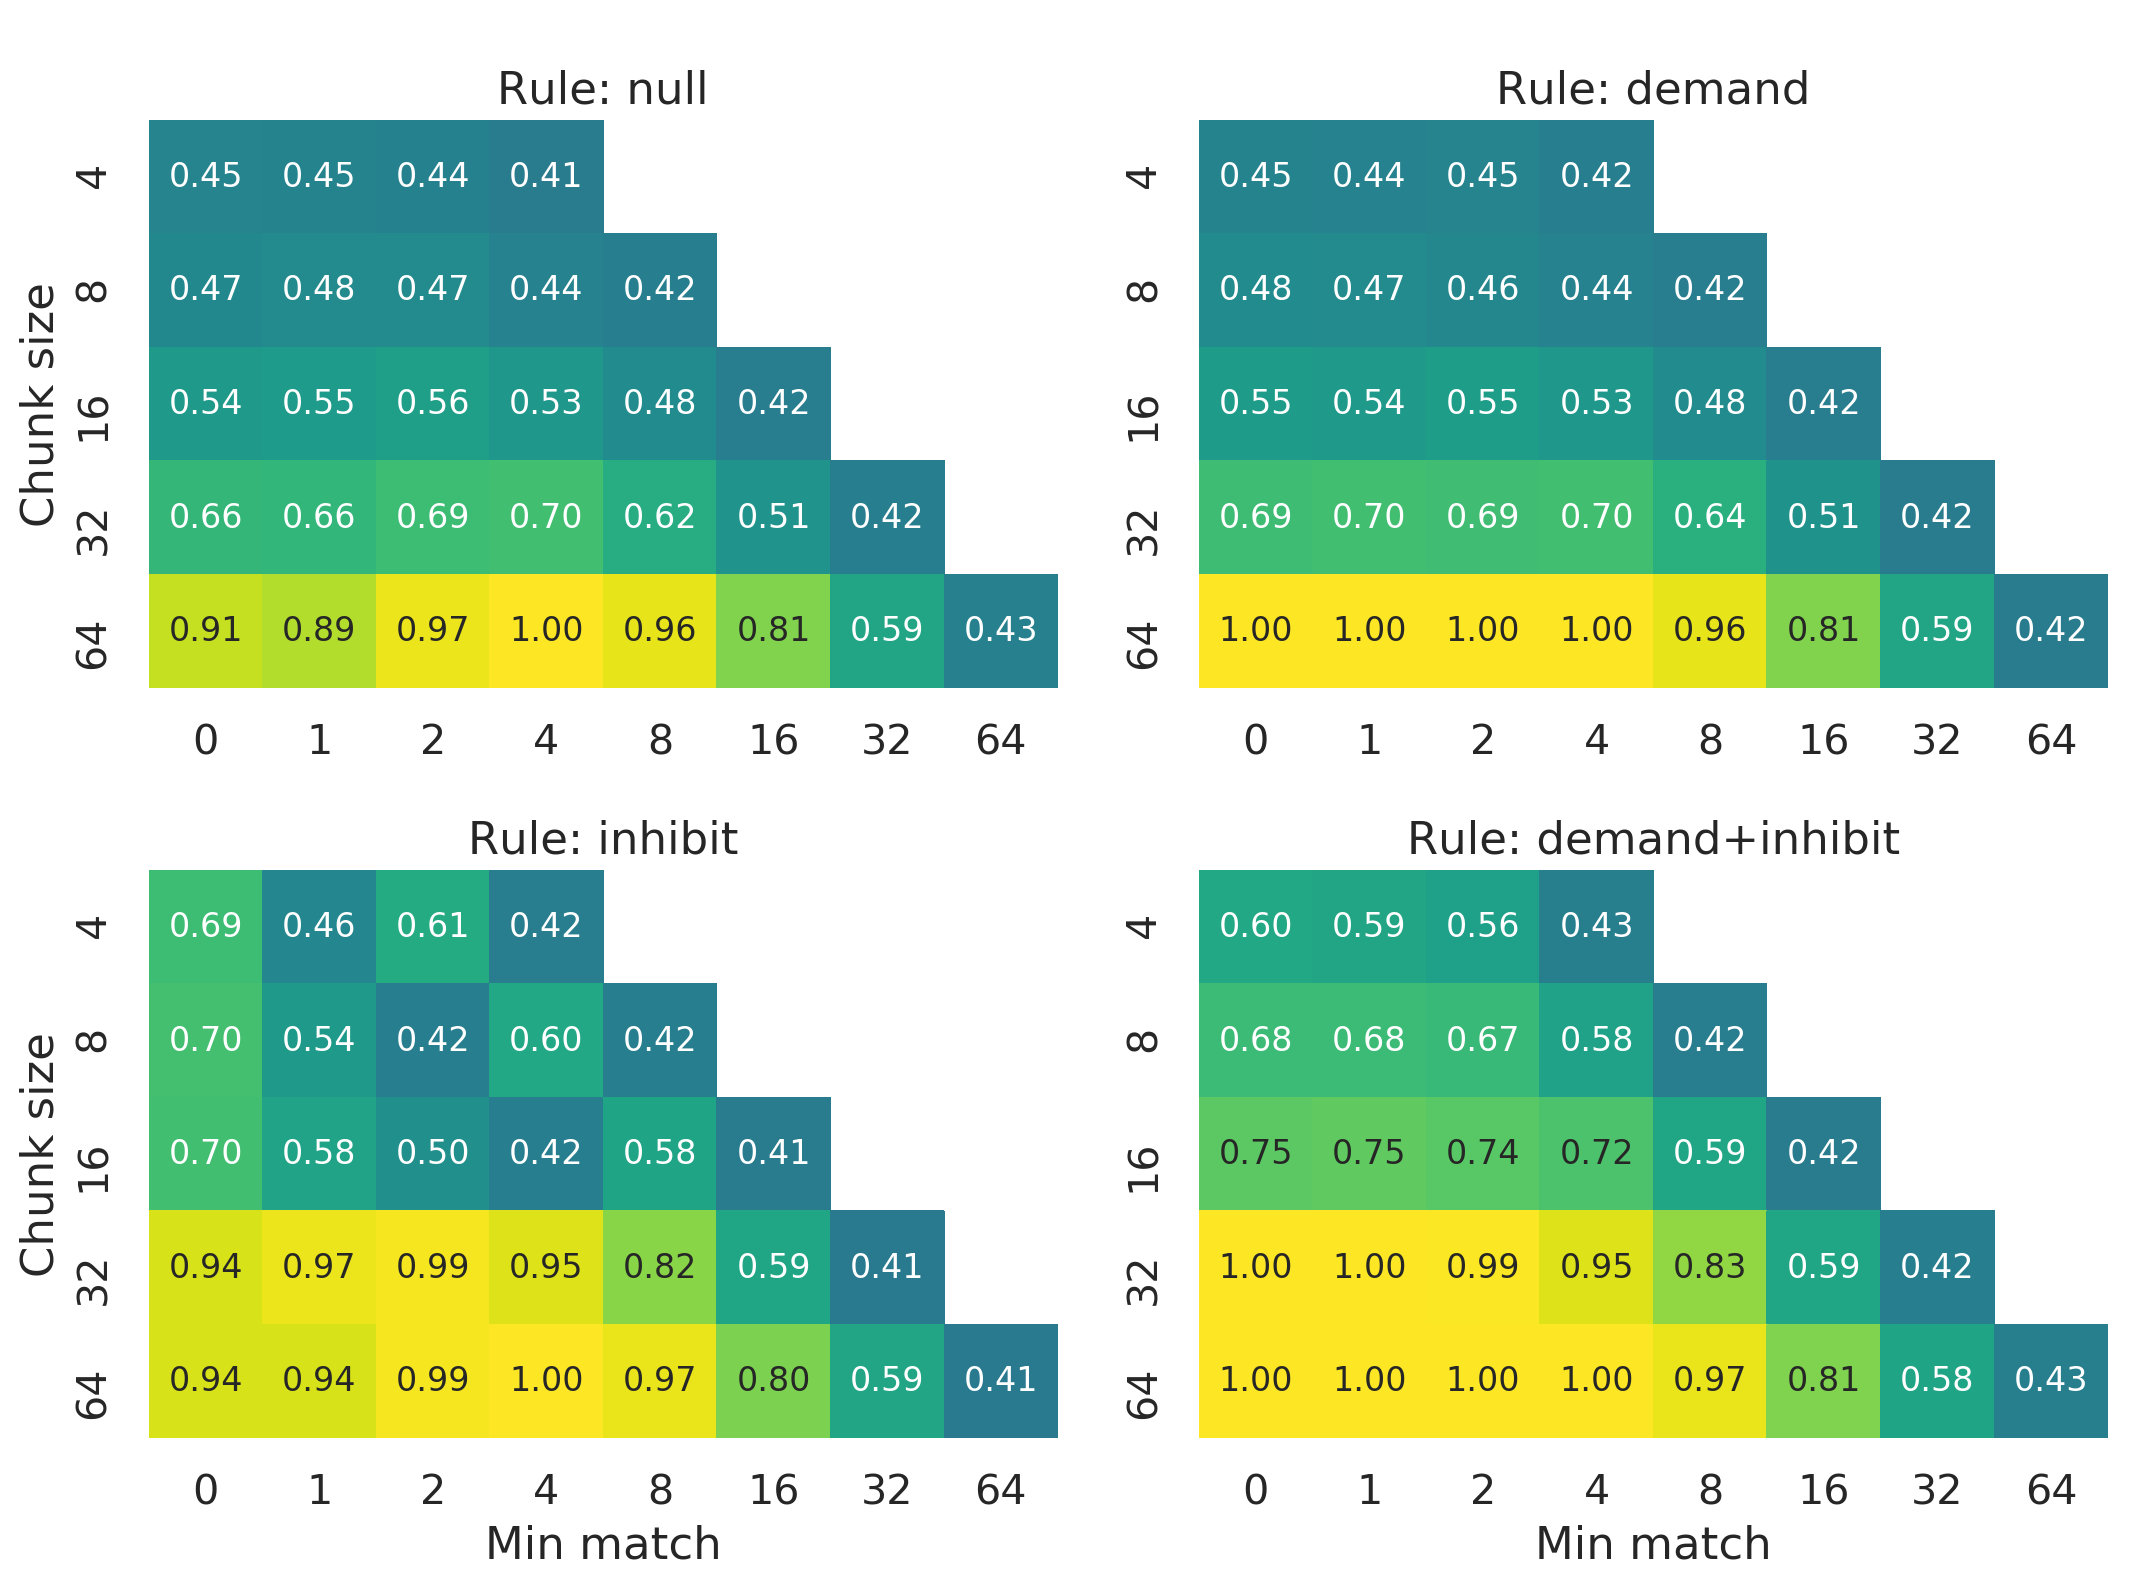 Rule: null
4 0.45 0.45 0.44 0.41
8 0.47 0.48 0.47 0.44 0.42
16 0.54 0.55 0.56 0.53 0.48 0.42
32 0.66 0.66 0.69 0.70 0.62 0.51 0.42
64 0.91 0.89 0.97 1.00 0.96 0.81 0.59 0.43
Chunk size
0 1 2 4 8 16 32 64
Rule: demand
4 0.45 0.44 0.45 0.42
8 0.48 0.47 0.46 0.44 0.42
16 0.55 0.54 0.55 0.53 0.48 0.42
32 0.69 0.70 0.69 0.70 0.64 0.51 0.42
64 1.00 1.00 1.00 1.00 0.96 0.81 0.59 0.42
0 1 2 4 8 16 32 64
Rule: inhibit
4 0.69 0.46 0.61 0.42
8 0.70 0.54 0.42 0.60 0.42
16 0.70 0.58 0.50 0.42 0.58 0.41
32 0.94 0.97 0.99 0.95 0.82 0.59 0.41
64 0.94 0.94 0.99 1.00 0.97 0.80 0.59 0.41
Chunk size
0 1 2 4 8 16 32 64
Min match
Rule: demand+inhibit
4 0.60 0.59 0.56 0.43
8 0.68 0.68 0.67 0.58 0.42
16 0.75 0.75 0.74 0.72 0.59 0.42
32 1.00 1.00 0.99 0.95 0.83 0.59 0.42
64 1.00 1.00 1.00 1.00 0.97 0.81 0.58 0.43
0 1 2 4 8 16 32 64
Min match